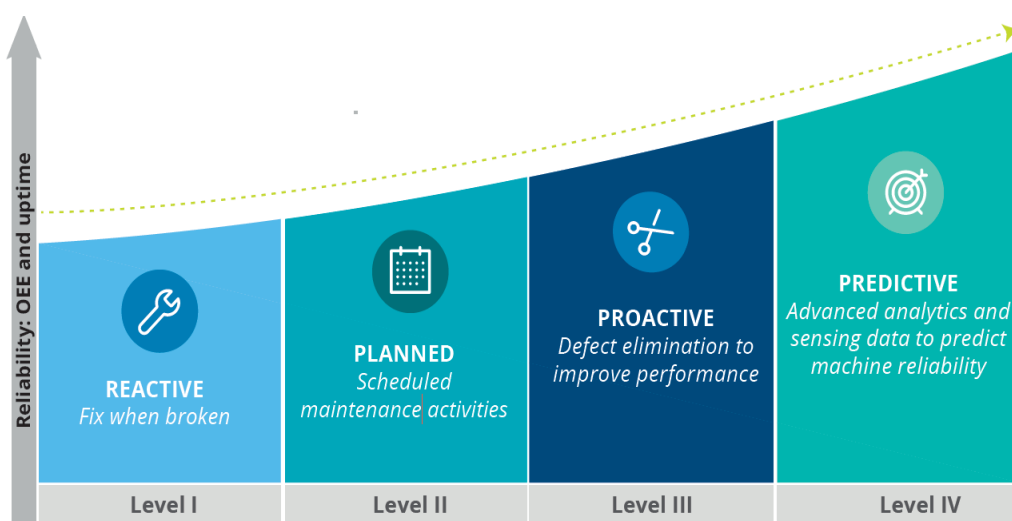 Reliability: OEE and uptime
REACTIVE
Fix when broken
PLANNED
Scheduled
maintenance activities
PROACTIVE
Defect elimination to
improve performance
PREDICTIVE
Advanced analytics and
sensing data to predict
machine reliability
Level I
Level II
Level III
Level IV